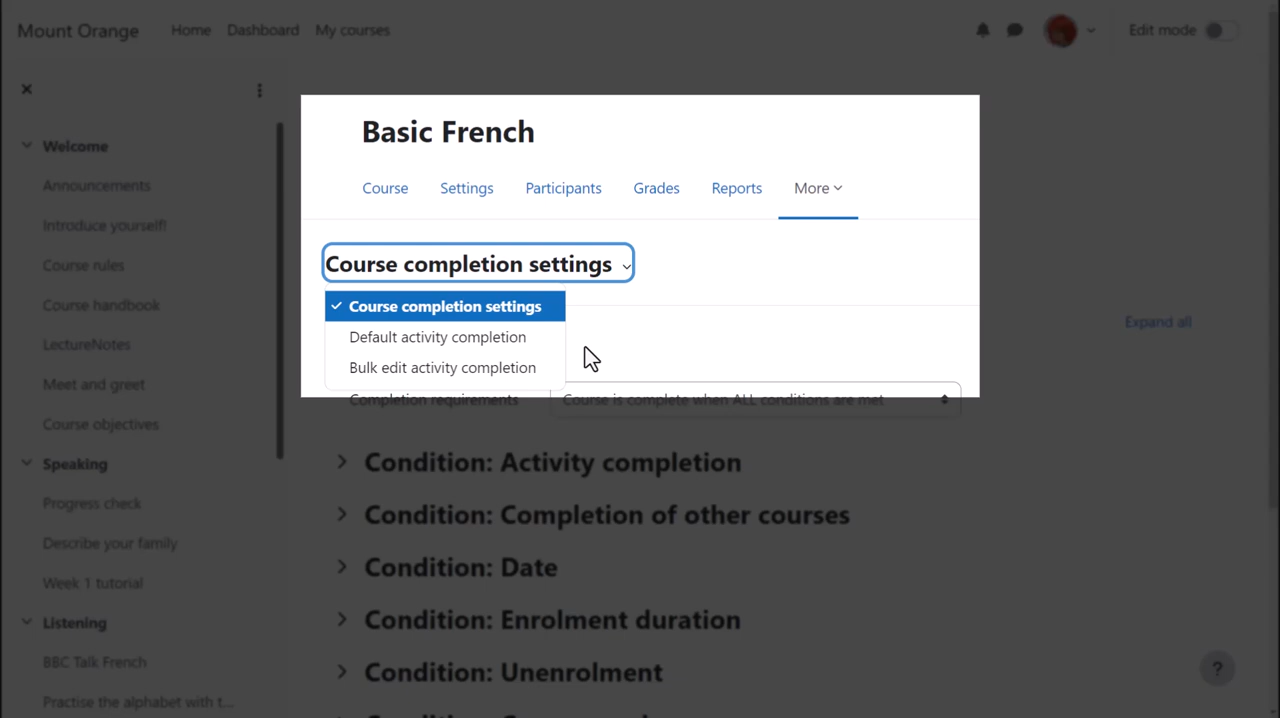 Mount Orange
Home
Dashboard
My courses
Edit mode
Welcome
Announcements
Introduce yourself!
Course rules
Course handbook
LectureNotes
Meet and greet
Course objectives
Speaking
Progress check
Describe your family
Week 1 tutorial
Listening
BBC Talk French
Practise the alphabet with t...
Basic French
Course
Settings
Participants
Grades
Reports
More
Course completion settings
Course completion settings
Default activity completion
Bulk edit activity completion
Expand all
Completion requirements
Course is complete when ALL conditions are met
Condition: Activity completion
Condition: Completion of other courses
Condition: Date
Condition: Enrolment duration
Condition: Unenrolment
?